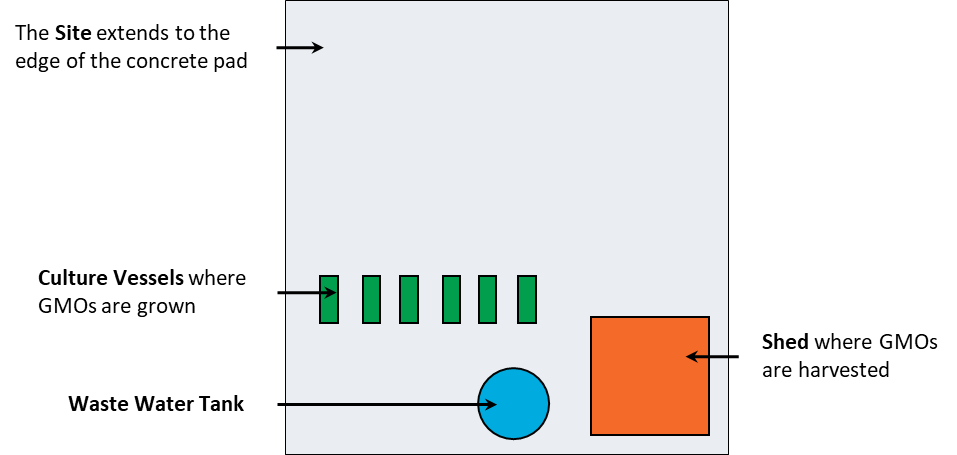 The Site extends to the
edge of the concrete pad
Culture Vessels where
GMOs are grown
Shed where GMOs
are harvested
Waste Water Tank